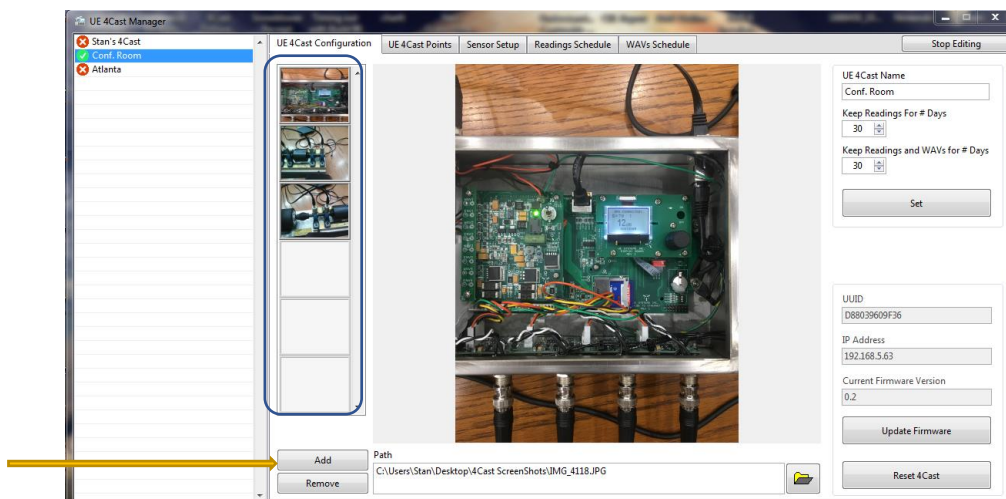 UE 4Cast Manager
Stan's 4Cast
Conf. Room
Atlanta
UE 4Cast Configuration
UE 4Cast Points
Sensor Setup
Readings Schedule
WAVs Schedule
Stop Editing
UE 4Cast Name
Conf. Room
Keep Readings For # Days
30
Keep Readings and WAVs for # Days
30
Set
UUID
D88039609F36
IP Address
192.168.5.63
Current Firmware Version
0.2
Update Firmware
Reset 4Cast
Add
Remove
Path
C:\Users\Stan\Desktop\4Cast ScreenShots\IMG_4118.JPG